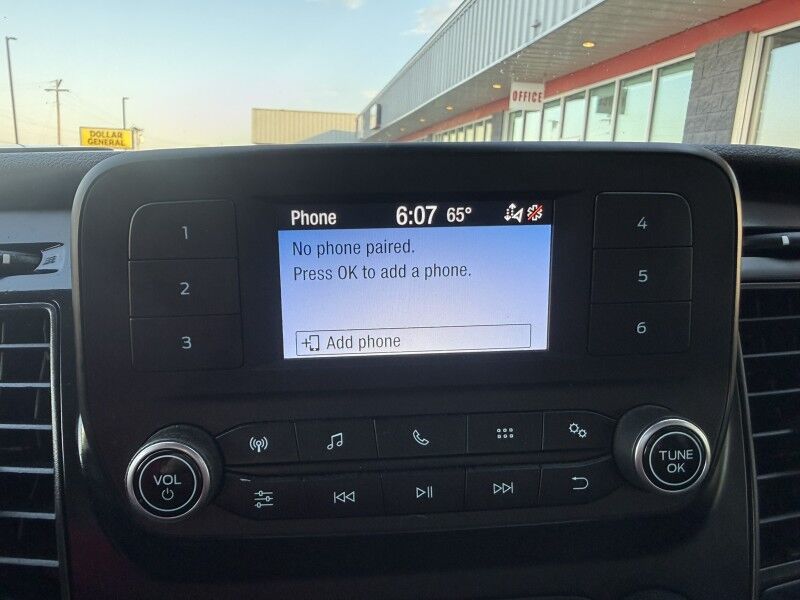 OFFICE
DOLLAR
GENERAL
Phone 6:07 65°
No phone paired.
Press OK to add a phone.
Add phone
1
2
3
4
5
6
VOL
TUNE
OK